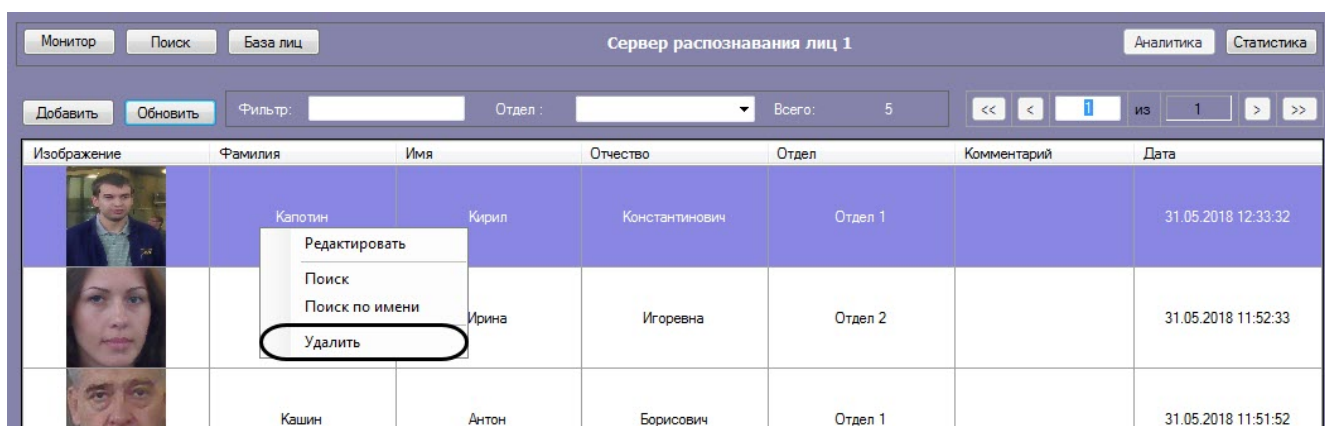 Монитор Поиск База лиц Сервер распознавания лиц 1 Аналитика Статистика
Добавить Обновить Фильтр: Отдел : Всего: 5 << < 1 из 1 > >>
Изображение Фамилия Имя Отчество Отдел Комментарий Дата
Капотин Кирил Константинович Отдел 1 31.05.2018 12:33:32
Редактировать
Поиск
Поиск по имени
Ирина Игоревна Отдел 2 31.05.2018 11:52:33
Удалить
Кашин Антон Борисович Отдел 1 31.05.2018 11:51:52